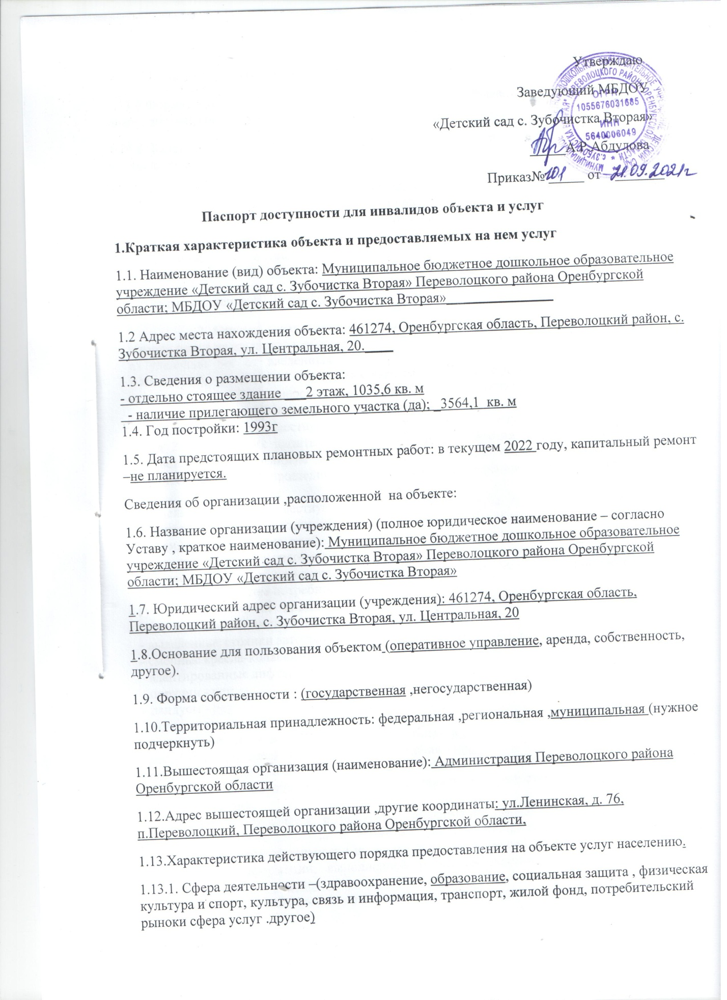 Утверждаю
Заведующий МБДОУ
«Детский сад с. Зубочистка Вторая»
_____А.Р.Абдулова
Приказ№ 101 от 21.09.2021г
ОГРН
1055676031685
ИНН
5640006049
Паспорт доступности для инвалидов объекта и услуг
1.Краткая характеристика объекта и предоставляемых на нем услуг
1.1. Наименование (вид) объекта: Муниципальное бюджетное дошкольное образовательное
учреждение «Детский сад с. Зубочистка Вторая» Переволоцкого района Оренбургской
области; МБДОУ «Детский сад с. Зубочистка Вторая»_______________
1.2 Адрес места нахождения объекта: 461274, Оренбургская область, Переволоцкий район, с.
Зубочистка Вторая, ул. Центральная, 20.____
1.3. Сведения о размещении объекта:
- отдельно стоящее здание ___2 этаж, 1035,6 кв. м
- наличие прилегающего земельного участка (да); _3564,1 кв. м
1.4. Год постройки: 1993г
1.5. Дата предстоящих плановых ремонтных работ: в текущем 2022 году, капитальный ремонт
–не планируется.
Сведения об организации ,расположенной на объекте:
1.6. Название организации (учреждения) (полное юридическое наименование – согласно
Уставу , краткое наименование): Муниципальное бюджетное дошкольное образовательное
учреждение «Детский сад с. Зубочистка Вторая» Переволоцкого района Оренбургской
области; МБДОУ «Детский сад с. Зубочистка Вторая»
1.7. Юридический адрес организации (учреждения): 461274, Оренбургская область,
Переволоцкий район, с. Зубочистка Вторая, ул. Центральная, 20
1.8.Основание для пользования объектом (оперативное управление, аренда, собственность,
другое).
1.9. Форма собственности : (государственная ,негосударственная)
1.10.Территориальная принадлежность: федеральная ,региональная ,муниципальная (нужное
подчеркнуть)
1.11.Вышестоящая организация (наименование): Администрация Переволоцкого района
Оренбургской области
1.12.Адрес вышестоящей организации ,другие координаты: ул.Ленинская, д. 76,
п.Переволоцкий, Переволоцкого района Оренбургской области,
1.13.Характеристика действующего порядка предоставления на объекте услуг населению.
1.13.1. Сфера деятельности –(здравоохранение, образование, социальная защита , физическая
культура и спорт, культура, связь и информация, транспорт, жилой фонд, потребительский
рыноки сфера услуг .другое)